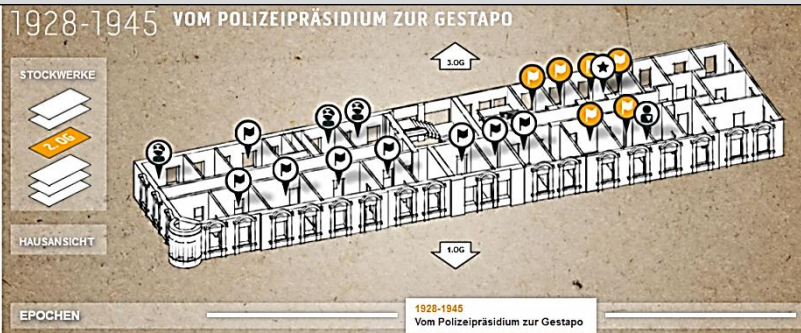 1928-1945 VOM POLIZEIPRÄSIDIUM ZUR GESTAPO
STOCKWERKE
3.OG
2. OG
HAUSANSICHT
1.OG
EPOCHEN
1928-1945
Vom Polizeipräsidium zur Gestapo